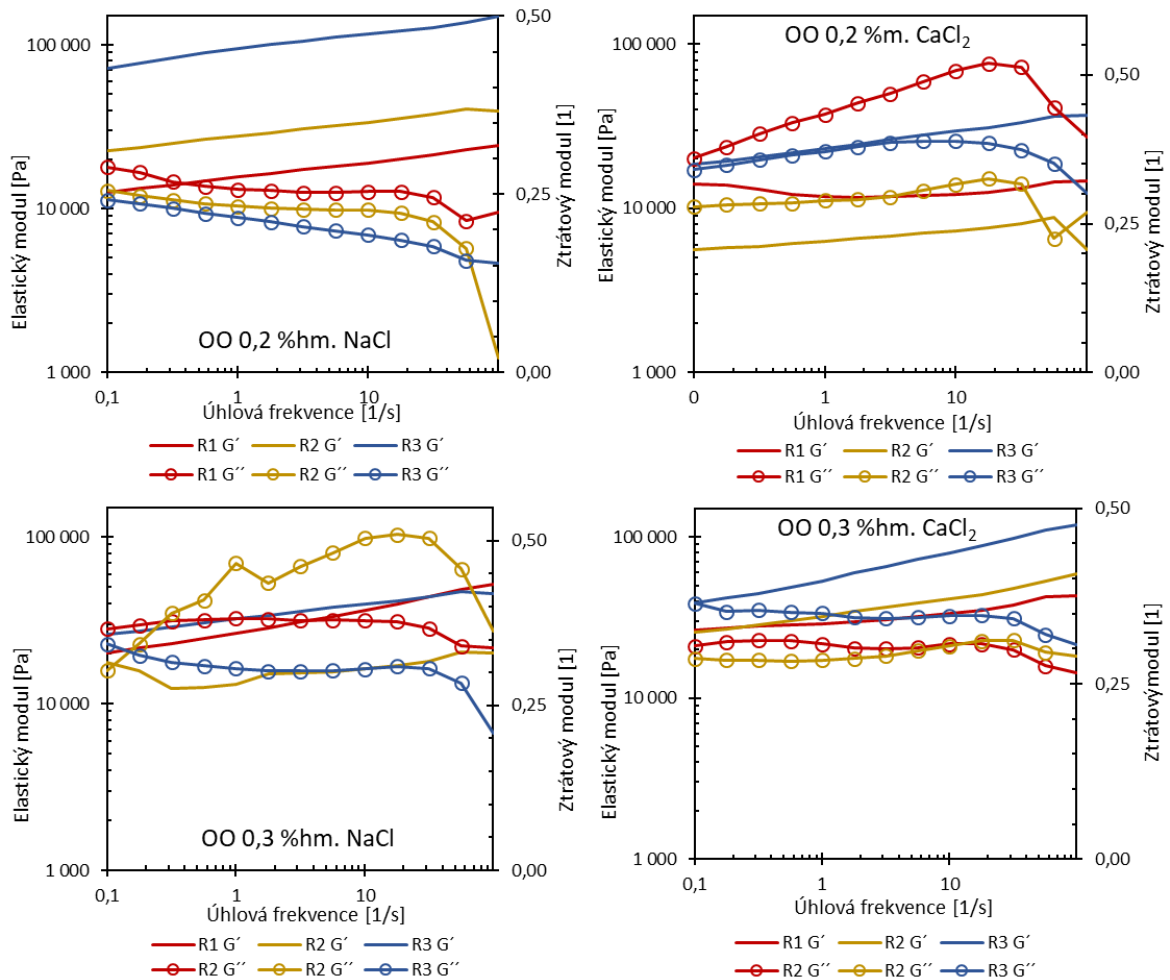 0,50
100 000
Elastický modul [Pa]
0,25
Ztrátový modul [1]
10 000
OO 0,2 %hm. NaCl
1 000
0,00
0,1
1
10
Úhlová frekvence [1/s]
R1 G´ R2 G´ R3 G´
R1 G´´ R2 G´´ R3 G´´
OO 0,2 %m. CaCl₂
100 000
0,50
Elastický modul [Pa]
Ztrátový modul [1]
10 000
0,25
1 000
0,00
0
1
10
Úhlová frekvence [1/s]
R1 G´ R2 G´ R3 G´
R1 G´´ R2 G´´ R3 G´´
100 000
0,50
Elastický modul [Pa]
Ztrátový modul [1]
10 000
0,25
OO 0,3 %hm. NaCl
1 000
0,00
0,1
1
10
Úhlová frekvence [1/s]
R1 G´ R2 G´ R3 G´
R2 G´´ R2 G´´ R3 G´´
0,50
OO 0,3 %hm. CaCl₂
100 000
Elastický modul [Pa]
Ztrátový modul [1]
0,25
10 000
1 000
0,00
0,1
1
10
Úhlová frekvence [1/s]
R1 G´ R2 G´ R3 G´
R2 G´´ R2 G´´ R3 G´´